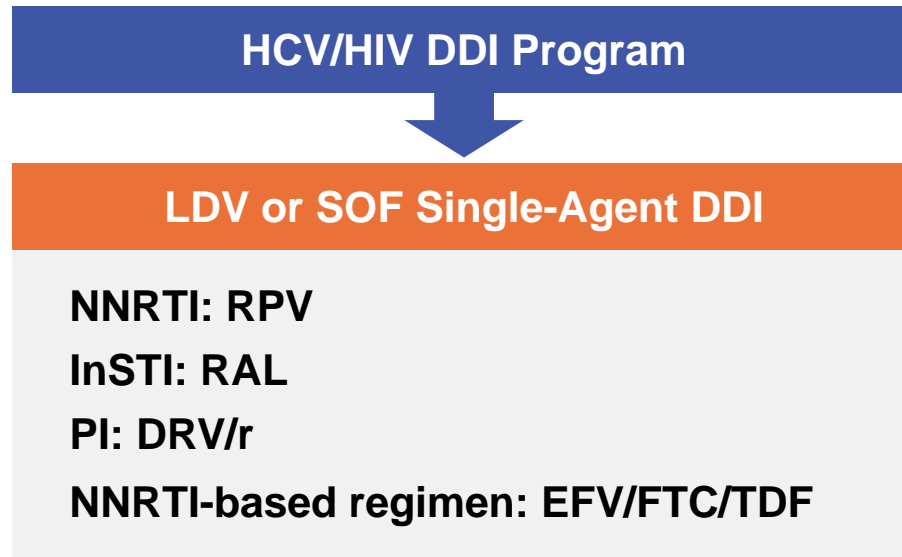 HCV/HIV DDI Program
LDV or SOF Single-Agent DDI
NNRTI: RPV
InSTI: RAL
PI: DRV/r
NNRTI-based regimen: EFV/FTC/TDF